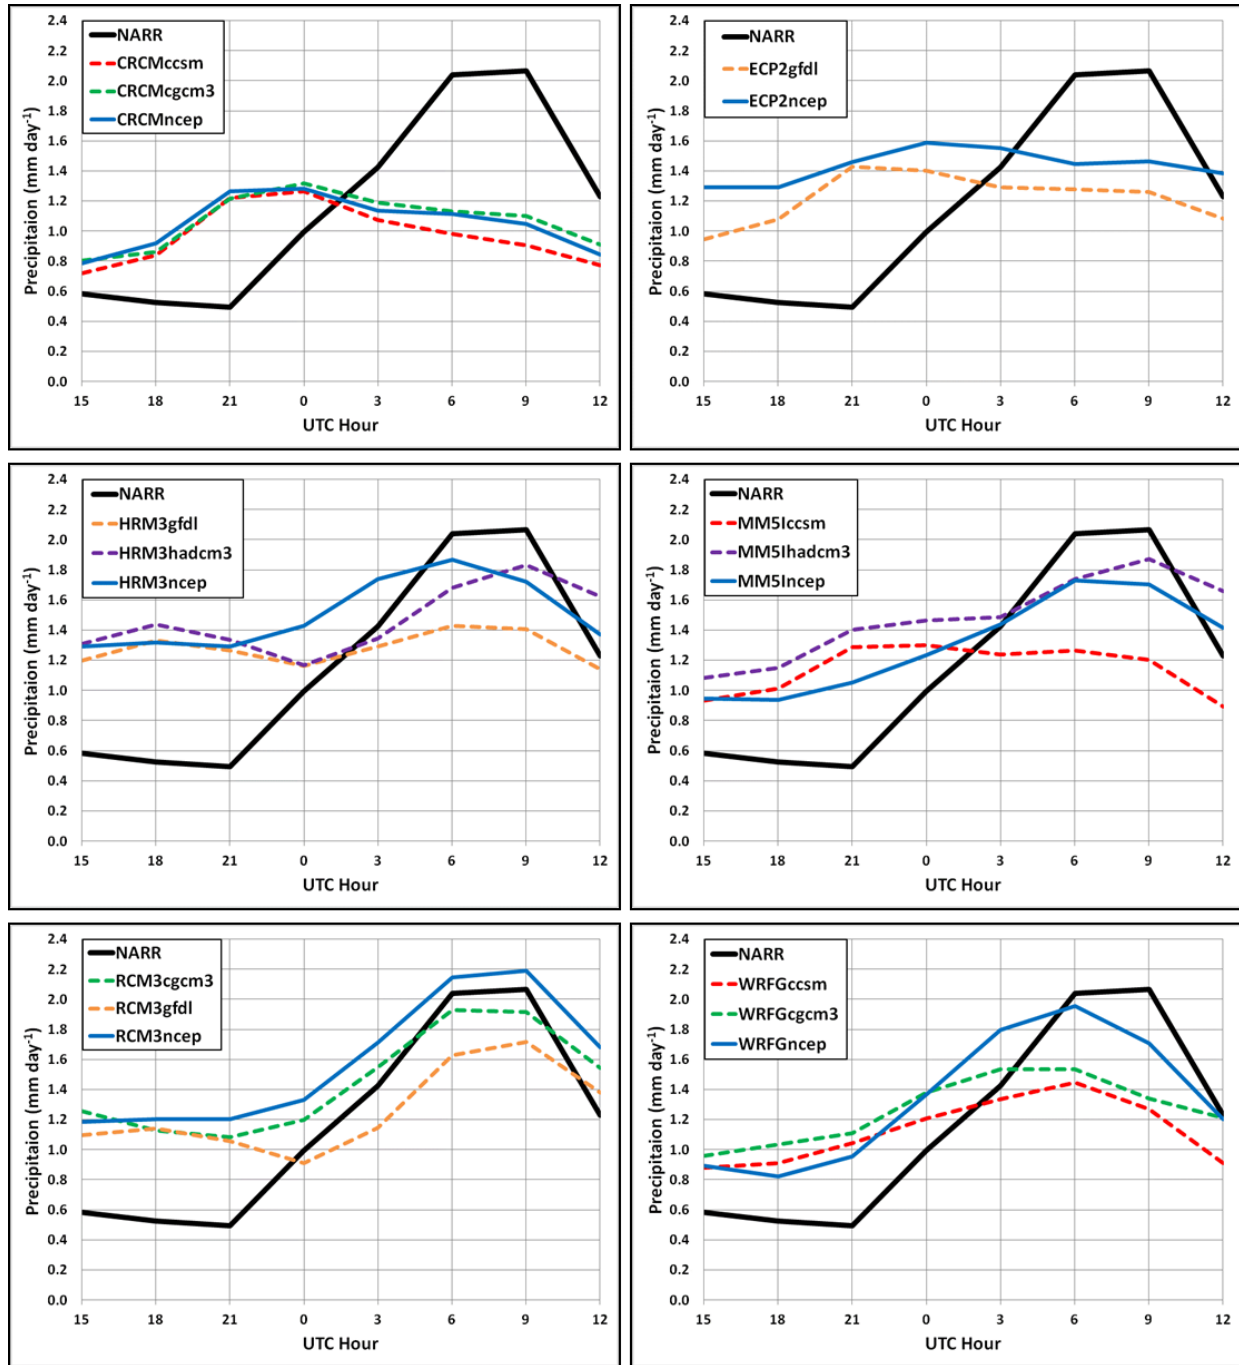 2.4
2.2
2.0
1.8
1.6
1.4
1.2
1.0
0.8
0.6
0.4
0.2
0.0
Precipitaion (mm day-1)
NARR
CRCMccsm
CRCMcgcm3
CRCMncep
15 18 21 0 3 6 9 12
UTC Hour
2.4
2.2
2.0
1.8
1.6
1.4
1.2
1.0
0.8
0.6
0.4
0.2
0.0
Precipitaion (mm day-1)
NARR
ECP2gfdl
ECP2ncep
15 18 21 0 3 6 9 12
UTC Hour
2.4
2.2
2.0
1.8
1.6
1.4
1.2
1.0
0.8
0.6
0.4
0.2
0.0
Precipitaion (mm day-1)
NARR
HRM3gfdl
HRM3hadcm3
HRM3ncep
15 18 21 0 3 6 9 12
UTC Hour
2.4
2.2
2.0
1.8
1.6
1.4
1.2
1.0
0.8
0.6
0.4
0.2
0.0
Precipitaion (mm day-1)
NARR
MM5Iccsm
MM5Ihadcm3
MM5Incep
15 18 21 0 3 6 9 12
UTC Hour
2.4
2.2
2.0
1.8
1.6
1.4
1.2
1.0
0.8
0.6
0.4
0.2
0.0
Precipitaion (mm day-1)
NARR
RCM3cgcm3
RCM3gfdl
RCM3ncep
15 18 21 0 3 6 9 12
UTC Hour
2.4
2.2
2.0
1.8
1.6
1.4
1.2
1.0
0.8
0.6
0.4
0.2
0.0
Precipitaion (mm day-1)
NARR
WRFGccsm
WRFGcgcm3
WRFGncep
15 18 21 0 3 6 9 12
UTC Hour